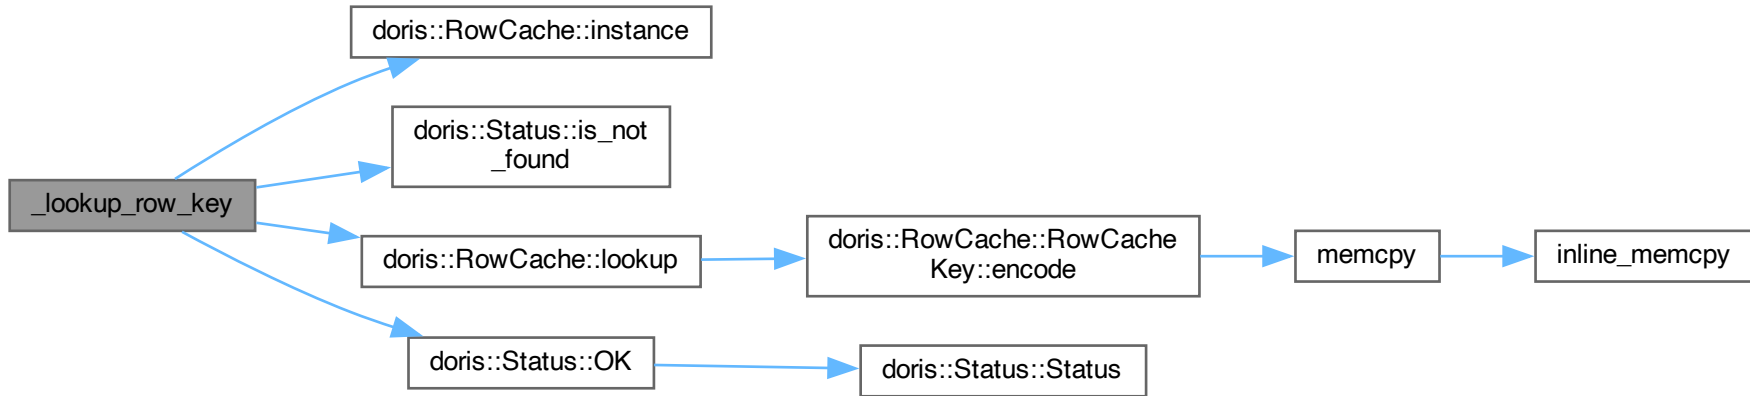 doris::RowCache::instance
doris::Status::is_not
_found
_lookup_row_key
doris::RowCache::lookup
doris::RowCache::RowCache
Key::encode
memcpy
inline_memcpy
doris::Status::OK
doris::Status::Status